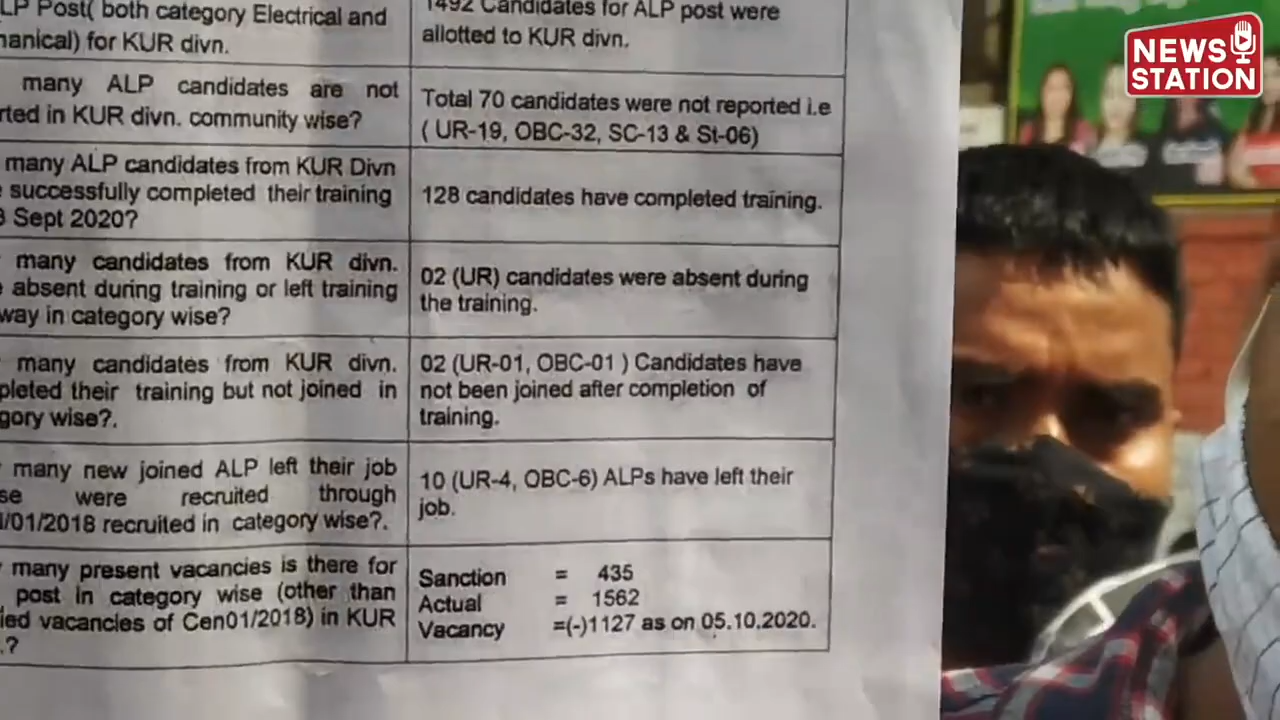 LP Post( both category Electrical and
hanical) for KUR divn.
1492 Candidates for ALP post were
allotted to KUR divn.
many ALP candidates are not
rted in KUR divn. community wise?
Total 70 candidates were not reported i.e
( UR-19, OBC-32, SC-13 & St-06)
many ALP candidates from KUR Divn
successfully completed their training
Sept 2020?
128 candidates have completed training.
many candidates from KUR divn.
absent during training or left training
way in category wise?
02 (UR) candidates were absent during
the training.
many candidates from KUR divn.
pleted their training but not joined in
gory wise?.
02 (UR-01, OBC-01 ) Candidates have
not been joined after completion of
training.
many new joined ALP left their job
se were recruited through
/01/2018 recruited in category wise?.
10 (UR-4, OBC-6) ALPs have left their
job.
many present vacancies is there for
post in category wise (other than
ied vacancies of Cen01/2018) in KUR
.?
Sanction = 435
Actual = 1562
Vacancy =(-)1127 as on 05.10.2020.
NEWS
STATION